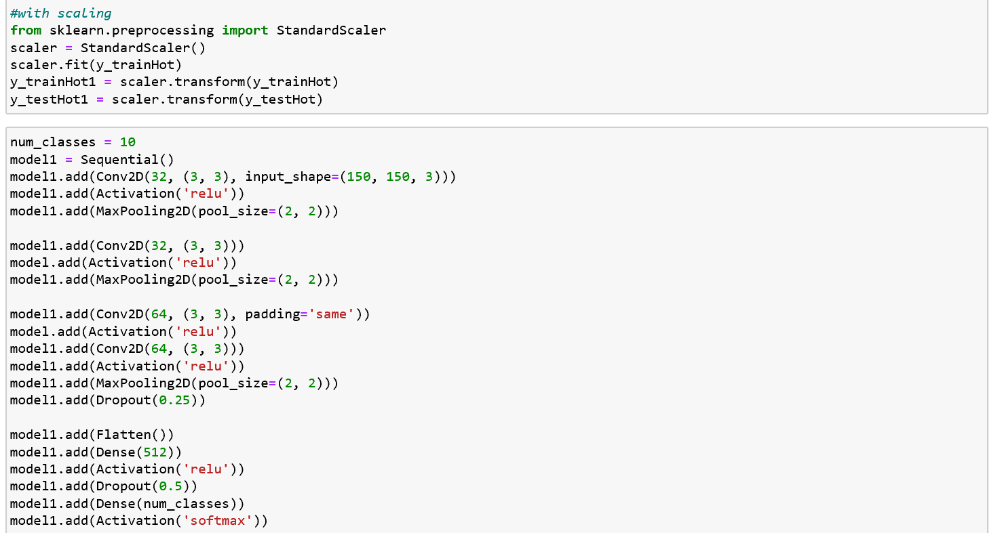 #with scaling
from sklearn.preprocessing import StandardScaler
scaler = StandardScaler()
scaler.fit(y_trainHot)
y_trainHot1 = scaler.transform(y_trainHot)
y_testHot1 = scaler.transform(y_testHot)
num_classes = 10
model1 = Sequential()
model1.add(Conv2D(32, (3, 3), input_shape=(150, 150, 3)))
model1.add(Activation('relu'))
model1.add(MaxPooling2D(pool_size=(2, 2)))
model1.add(Conv2D(32, (3, 3)))
model.add(Activation('relu'))
model1.add(MaxPooling2D(pool_size=(2, 2)))
model1.add(Conv2D(64, (3, 3), padding='same'))
model.add(Activation('relu'))
model1.add(Conv2D(64, (3, 3)))
model1.add(Activation('relu'))
model1.add(MaxPooling2D(pool_size=(2, 2)))
model1.add(Dropout(0.25))
model1.add(Flatten())
model1.add(Dense(512))
model1.add(Activation('relu'))
model1.add(Dropout(0.5))
model1.add(Dense(num_classes))
model1.add(Activation('softmax'))